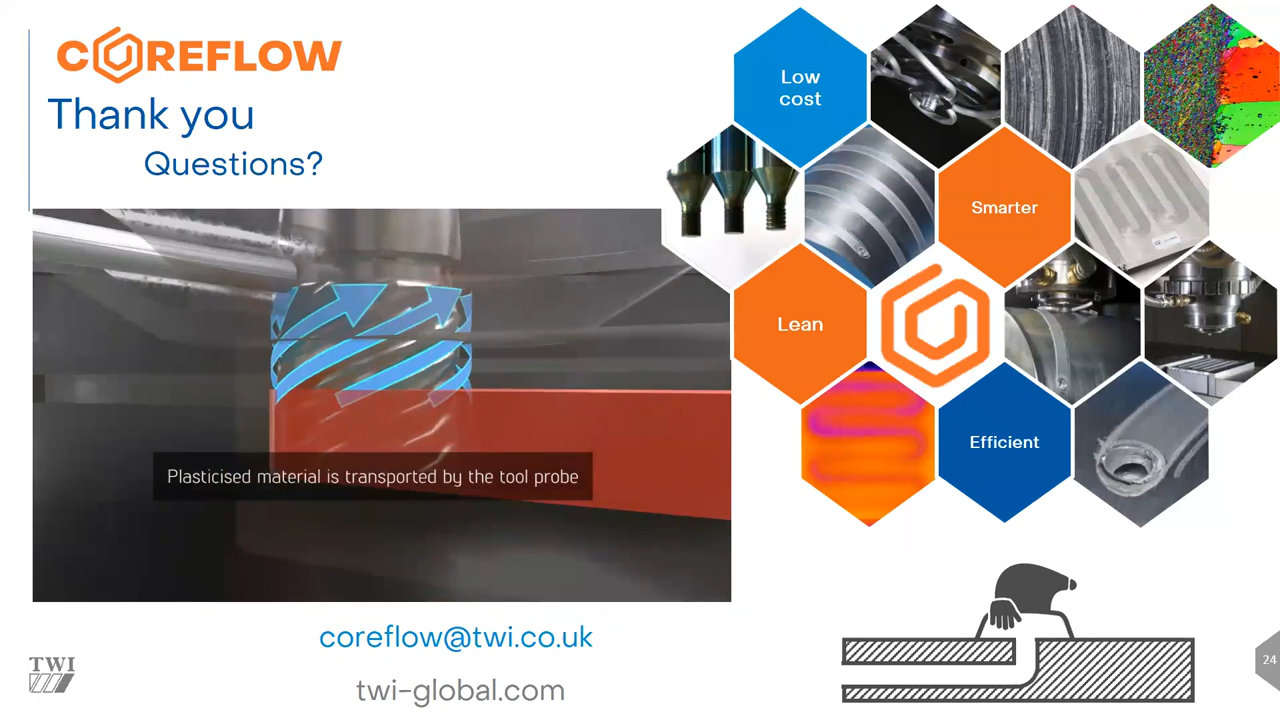 COREFLOW
Thank you
Questions?
Low
cost
Smarter
Lean
Efficient
Plasticised material is transported by the tool probe
coreflow@twi.co.uk
twi-global.com
TWI
24